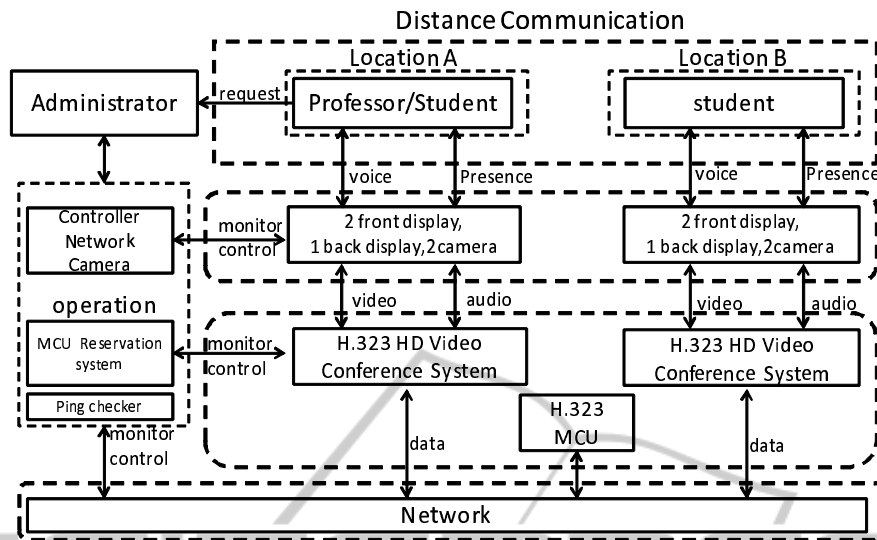 Distance Communication
Location A
Location B
Administrator
request
Professor/Student
student
voice
Presence
voice
Presence
Controller
Network
Camera
monitor
control
2 front display,
1 back display,2camera
2 front display,
1 back display,2camera
operation
video
audio
video
audio
MCU Reservation
system
monitor
control
H.323 HD Video
Conference System
H.323 HD Video
Conference System
Ping checker
H.323
MCU
monitor
control
data
data
Network